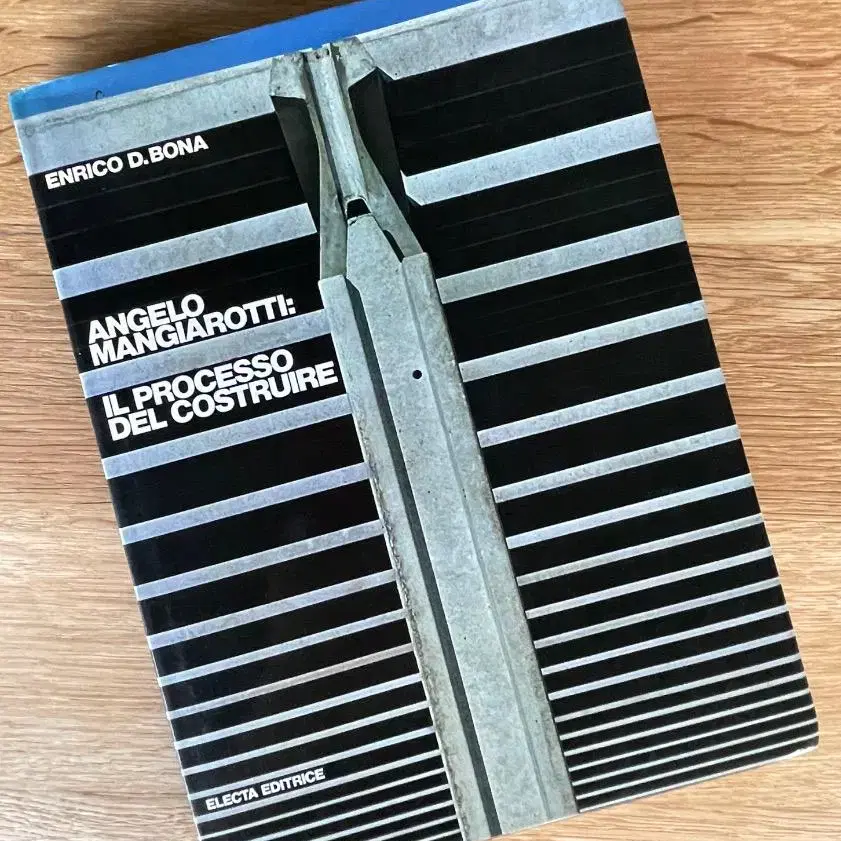 ENRICO D. BONA
ANGELO
MANGIAROTTI:
IL PROCESSO
DEL COSTRUIRE
ELECTA EDITRICE